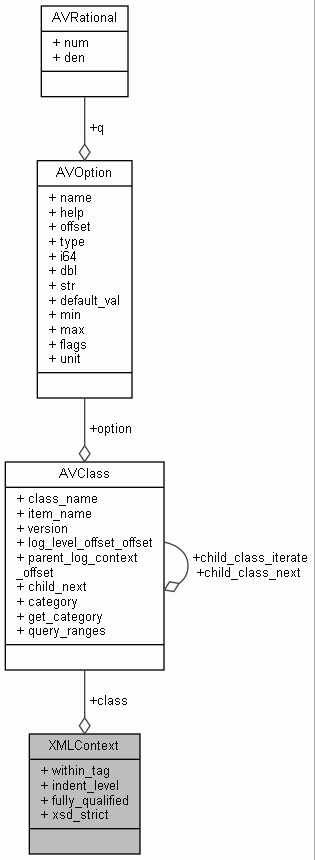 AVRational
+ num
+ den
+q
AVOption
+ name
+ help
+ offset
+ type
+ i64
+ dbl
+ str
+ default_val
+ min
+ max
+ flags
+ unit
+option
AVClass
+ class_name
+ item_name
+ version
+ log_level_offset_offset
+ parent_log_context
_offset
+ child_next
+ category
+ get_category
+ query_ranges
+child_class_iterate
+child_class_next
+class
XMLContext
+ within_tag
+ indent_level
+ fully_qualified
+ xsd_strict